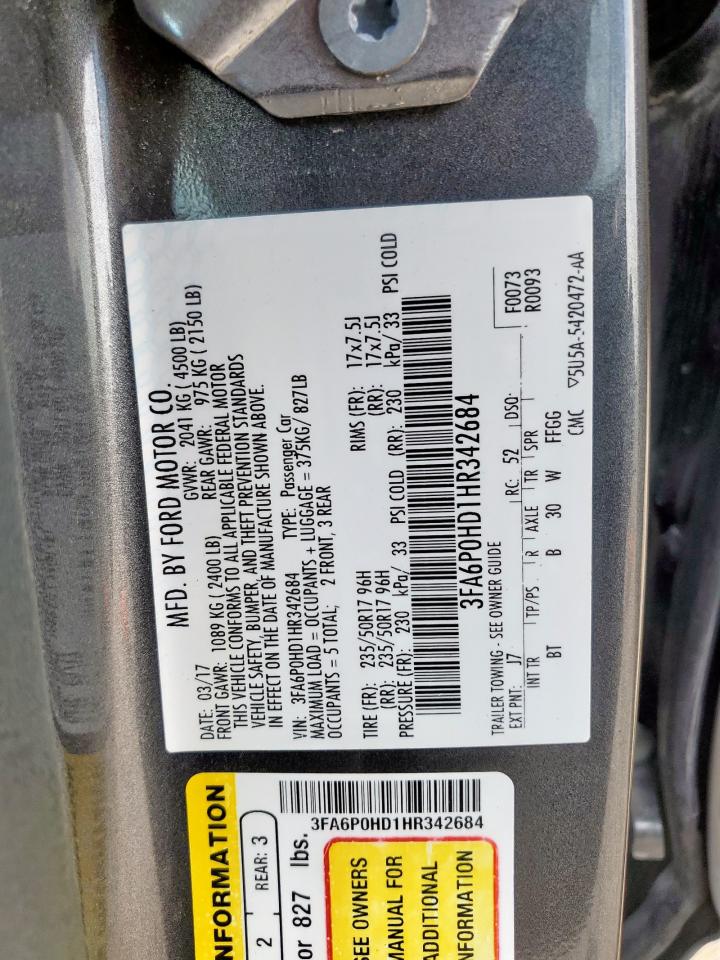 MFD. BY FORD MOTOR CO.
DATE: 03/17 GVWR: 2041 KG ( 4500 LB)
FRONT GAWR: 1089 KG ( 2400 LB) REAR GAWR: 975 KG ( 2150 LB)
THIS VEHICLE CONFORMS TO ALL APPLICABLE FEDERAL MOTOR
VEHICLE SAFETY, BUMPER, AND THEFT PREVENTION STANDARDS
IN EFFECT ON THE DATE OF MANUFACTURE SHOWN ABOVE.
VIN: 3FA6P0HD1HR342684 TYPE: Passenger Car
MAXIMUM LOAD = OCCUPANTS + LUGGAGE = 375KG/ 827LB
OCCUPANTS = 5 TOTAL; 2 FRONT, 3 REAR
TIRE (FR): 235/50R17 96H RIMS (FR): 17x7.5J
(RR): 235/50R17 96H (RR): 17x7.5J
PRESSURE (FR): 230 kPa/ 33 PSI COLD (RR): 230 kPa/ 33 PSI COLD
3FA6P0HD1HR342684
TRAILER TOWING - SEE OWNER GUIDE
EXT PNT: J7 RC: 52 DSO: F0073
R0093
INT TR TP/PS R AXLE TR SPR
BT B 30 W FFGG
CMC ▽5U5A-5420472-AA
NFORMATION
2 REAR: 3
or 827 lbs.
3FA6P0HD1HR342684
SEE OWNERS
MANUAL FOR
ADDITIONAL
INFORMATION